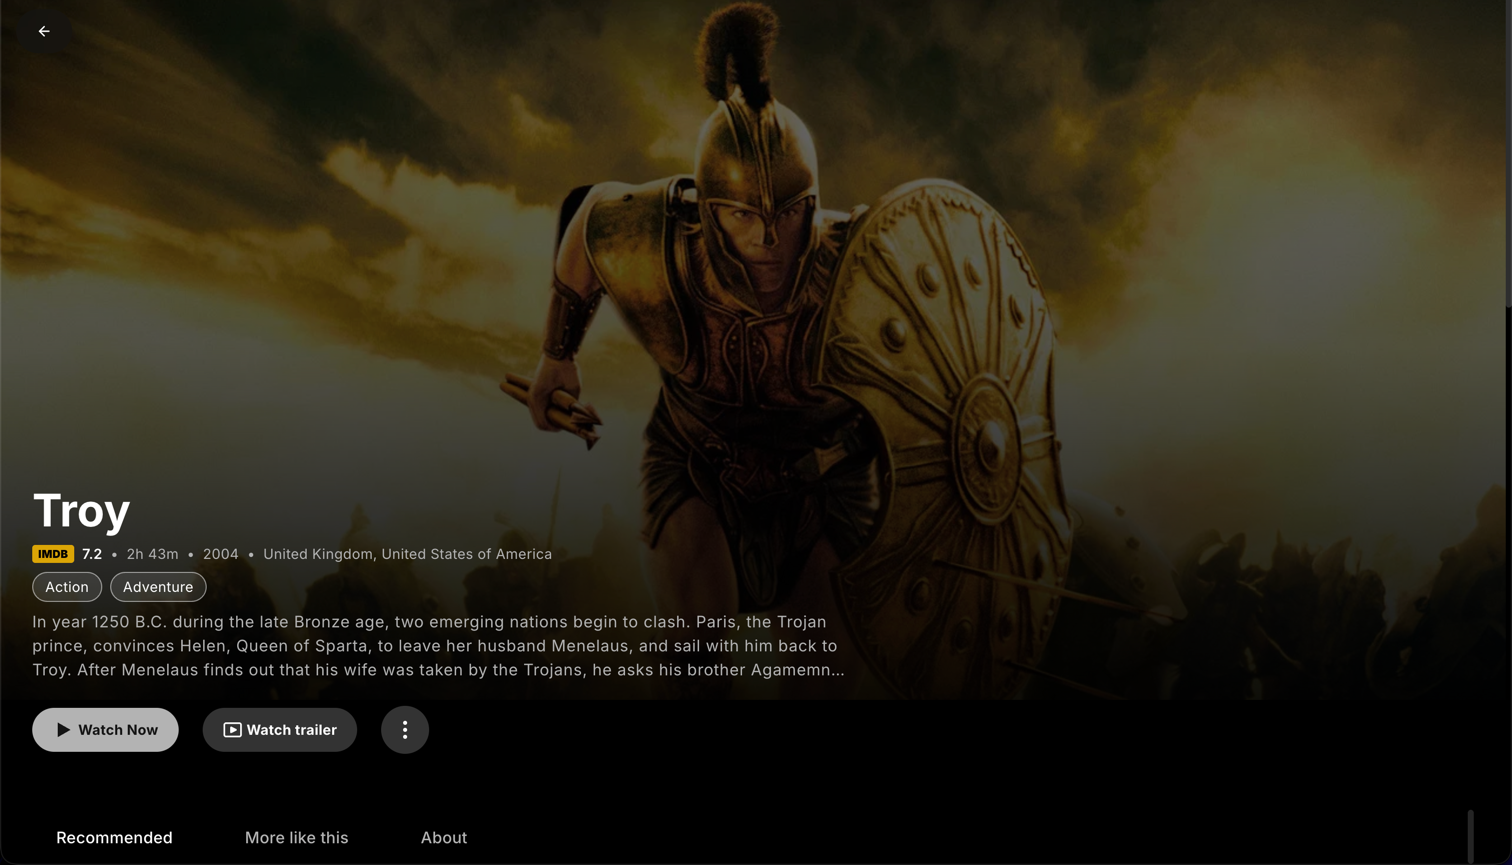 Troy
IMDB 7.2 • 2h 43m • 2004 • United Kingdom, United States of America
Action Adventure
In year 1250 B.C. during the late Bronze age, two emerging nations begin to clash. Paris, the Trojan
prince, convinces Helen, Queen of Sparta, to leave her husband Menelaus, and sail with him back to
Troy. After Menelaus finds out that his wife was taken by the Trojans, he asks his brother Agamemn...
Watch Now Watch trailer
Recommended More like this About